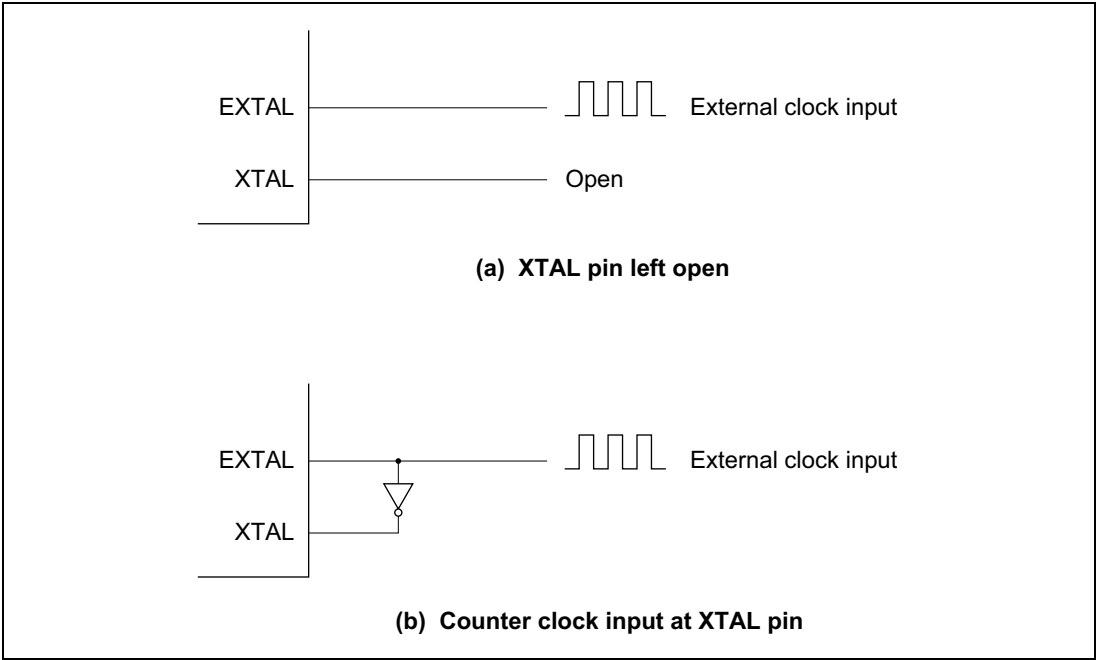 EXTAL
External clock input
XTAL
Open
(a) XTAL pin left open
EXTAL
External clock input
XTAL
(b) Counter clock input at XTAL pin